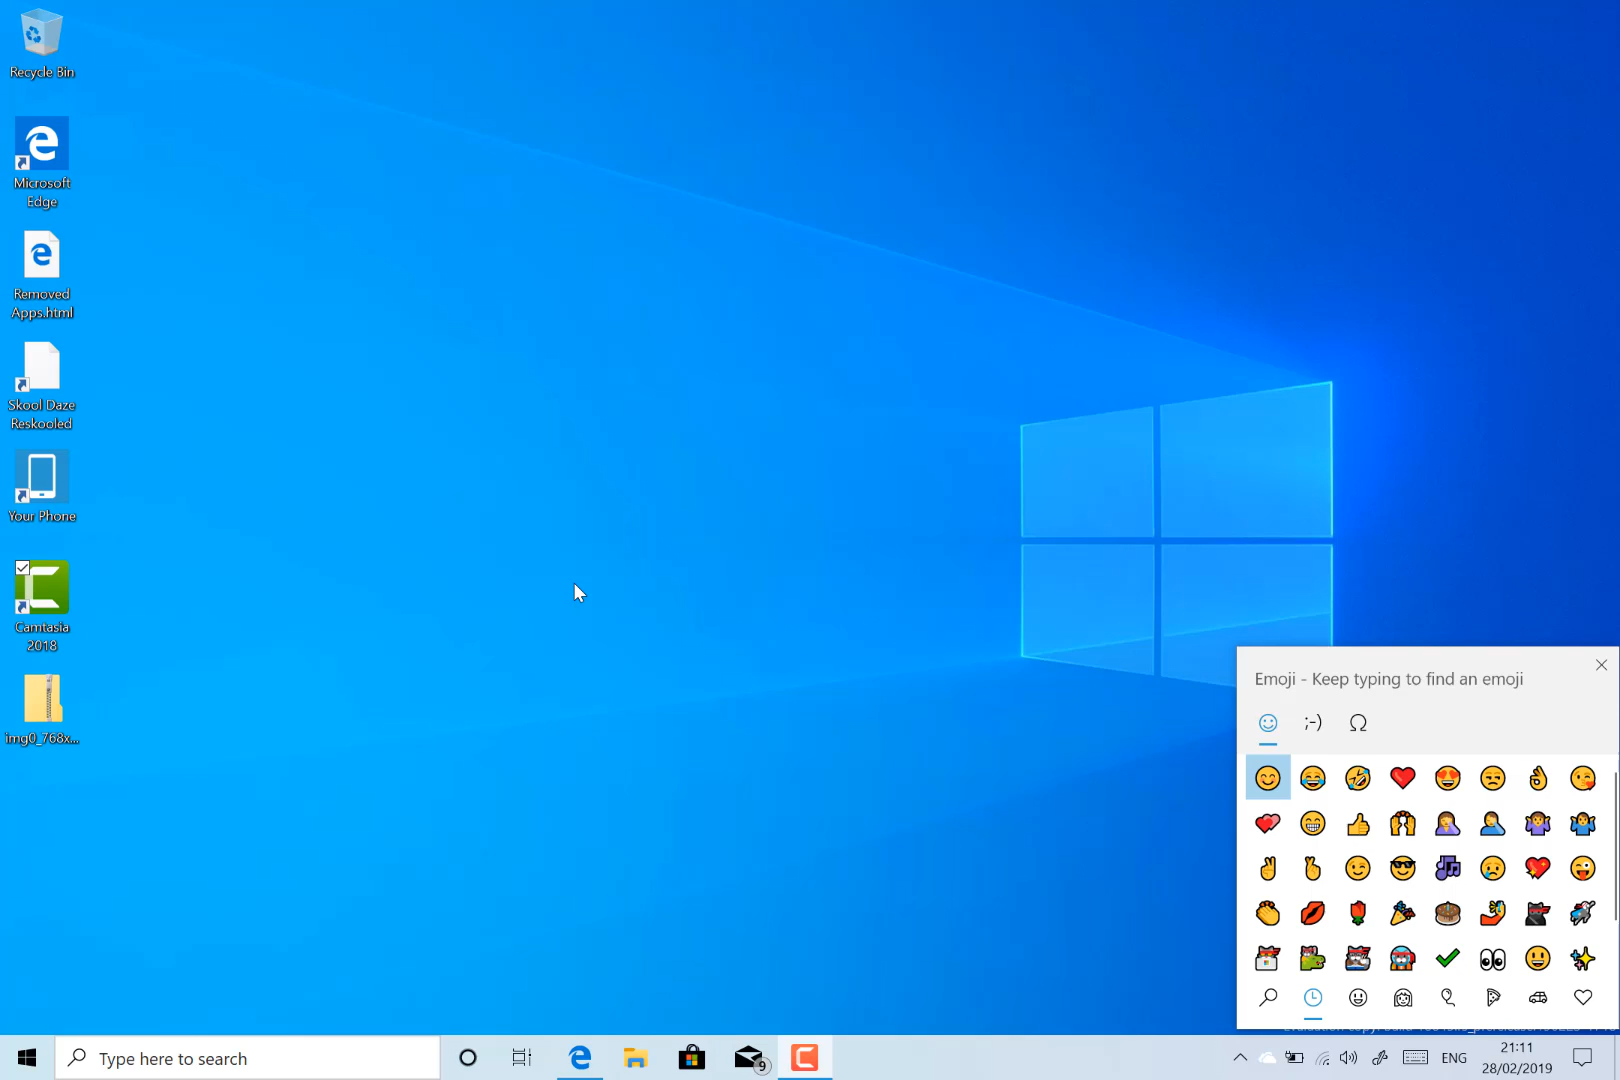 Recycle Bin
Microsoft
Edge
Removed
Apps.html
Skool Daze
Reskooled
Your Phone
Camtasia
2018
img0_768x...
Emoji - Keep typing to find an emoji
;-)
Ω
Type here to search
9
ENG
21:11
28/02/2019